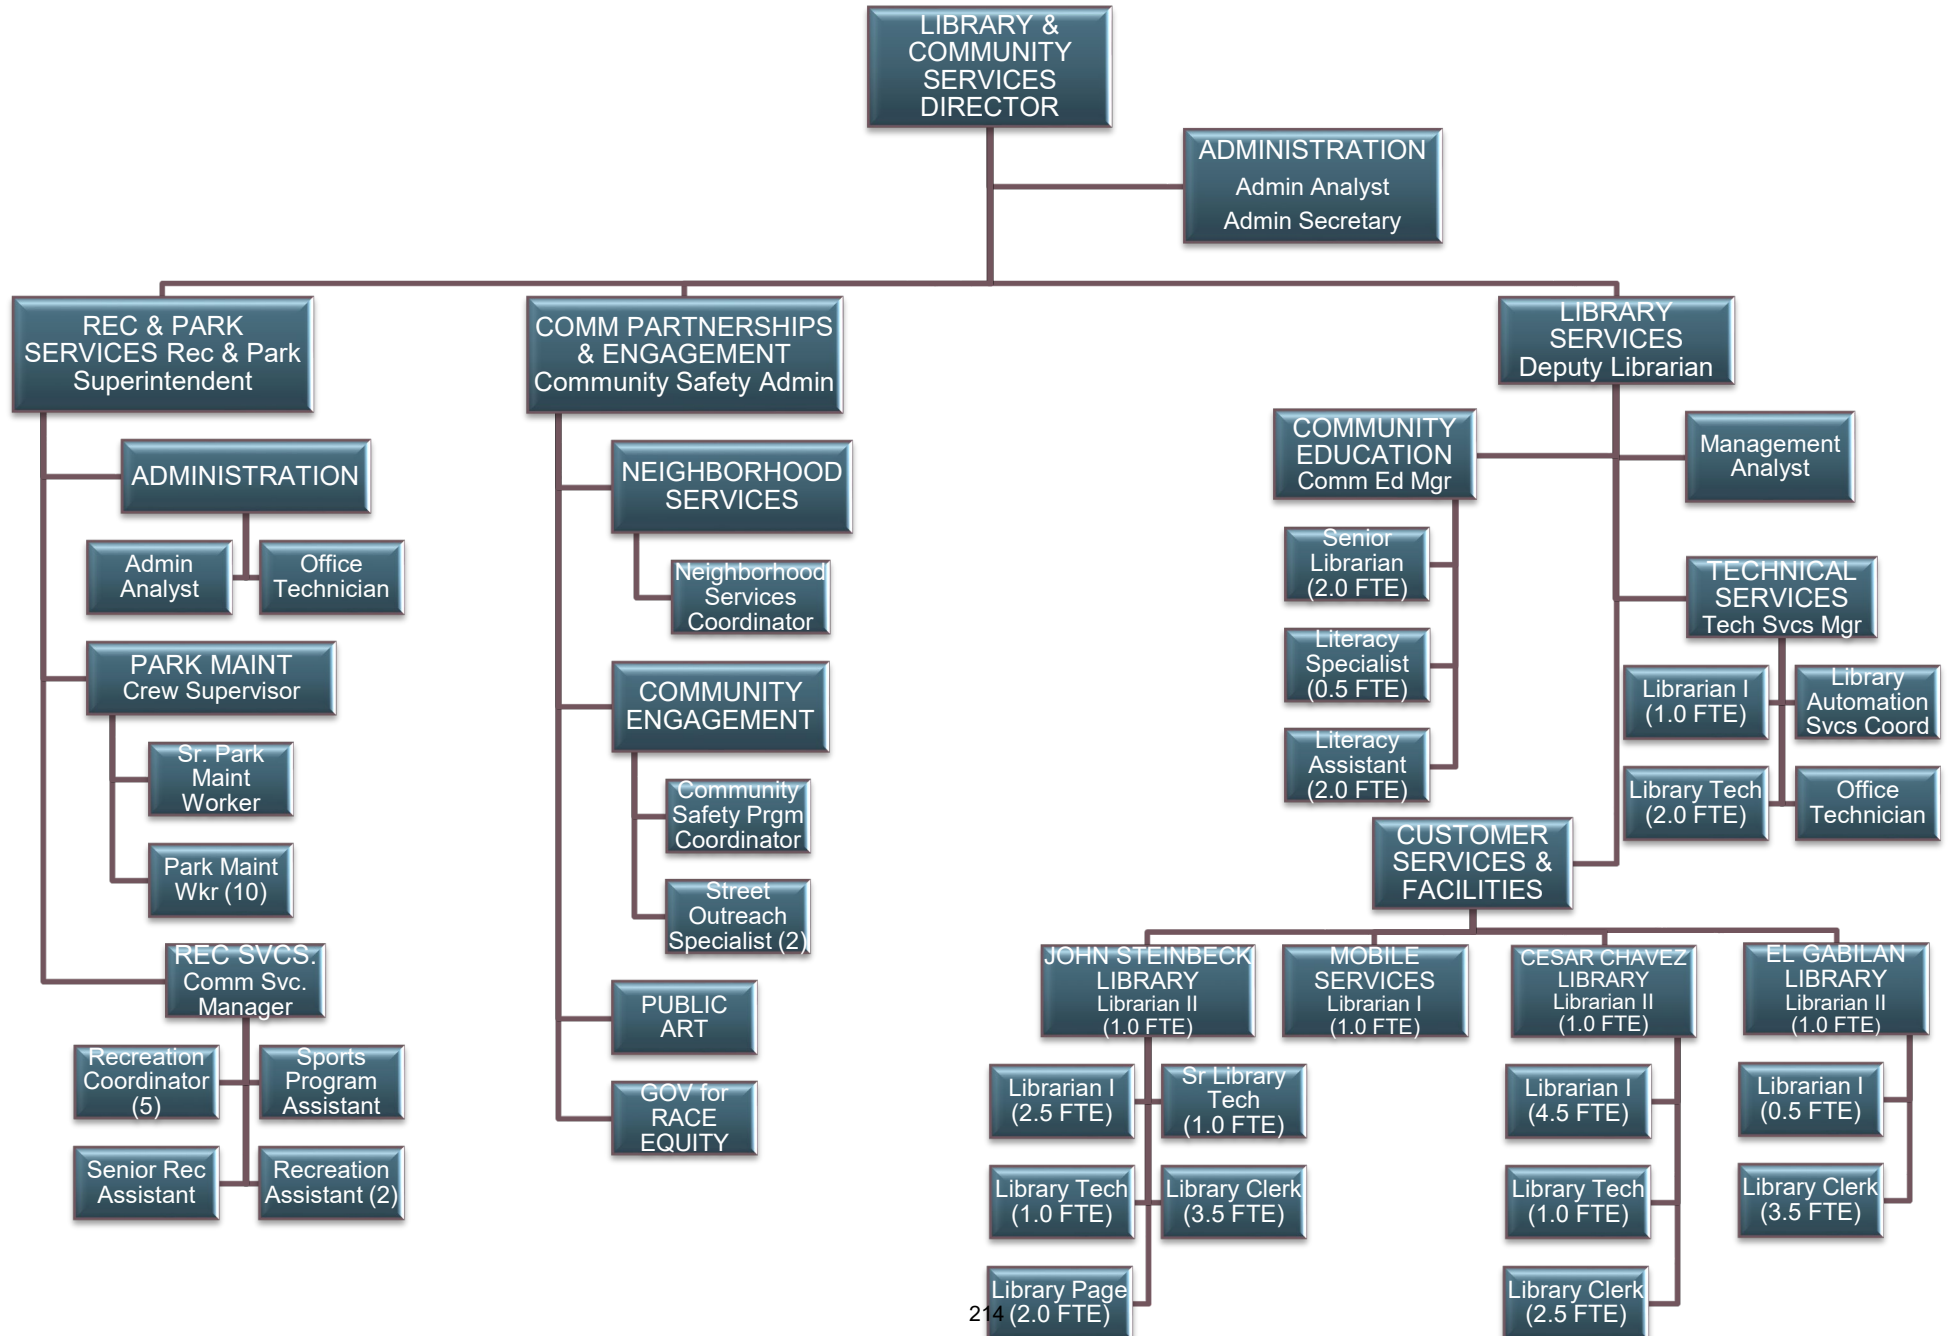 LIBRARY &
COMMUNITY
SERVICES
DIRECTOR
ADMINISTRATION
Admin Analyst
Admin Secretary
REC & PARK
SERVICES Rec & Park
Superintendent
ADMINISTRATION
Admin
Analyst
Office
Technician
PARK MAINT
Crew Supervisor
Sr. Park
Maint
Worker
Park Maint
Wkr (10)
REC SVCS.
Comm Svc.
Manager
Recreation
Coordinator
(5)
Sports
Program
Assistant
Senior Rec
Assistant
Recreation
Assistant (2)
COMM PARTNERSHIPS
& ENGAGEMENT
Community Safety Admin
NEIGHBORHOOD
SERVICES
Neighborhood
Services
Coordinator
COMMUNITY
ENGAGEMENT
Community
Safety Prgm
Coordinator
Street
Outreach
Specialist (2)
PUBLIC
ART
GOV for
RACE
EQUITY
LIBRARY
SERVICES
Deputy Librarian
COMMUNITY
EDUCATION
Comm Ed Mgr
Senior
Librarian
(2.0 FTE)
Literacy
Specialist
(0.5 FTE)
Literacy
Assistant
(2.0 FTE)
Management
Analyst
TECHNICAL
SERVICES
Tech Svcs Mgr
Librarian I
(1.0 FTE)
Library
Automation
Svcs Coord
Library Tech
(2.0 FTE)
Office
Technician
CUSTOMER
SERVICES &
FACILITIES
JOHN STEINBECK
LIBRARY
Librarian II
(1.0 FTE)
Librarian I
(2.5 FTE)
Sr Library
Tech
(1.0 FTE)
Library Tech
(1.0 FTE)
Library Clerk
(3.5 FTE)
Library Page
(2.0 FTE)
MOBILE
SERVICES
Librarian I
(1.0 FTE)
CESAR CHAVEZ
LIBRARY
Librarian II
(1.0 FTE)
Librarian I
(4.5 FTE)
Library Tech
(1.0 FTE)
Library Clerk
(2.5 FTE)
EL GABILAN
LIBRARY
Librarian II
(1.0 FTE)
Librarian I
(0.5 FTE)
Library Clerk
(3.5 FTE)
214